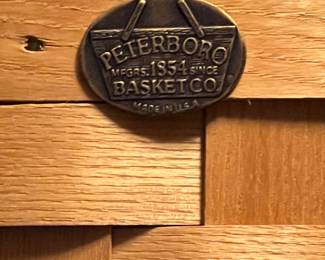 PETERBORO
MFGRS. 1854 SINCE
BASKET CO.
MADE IN U.S.A.